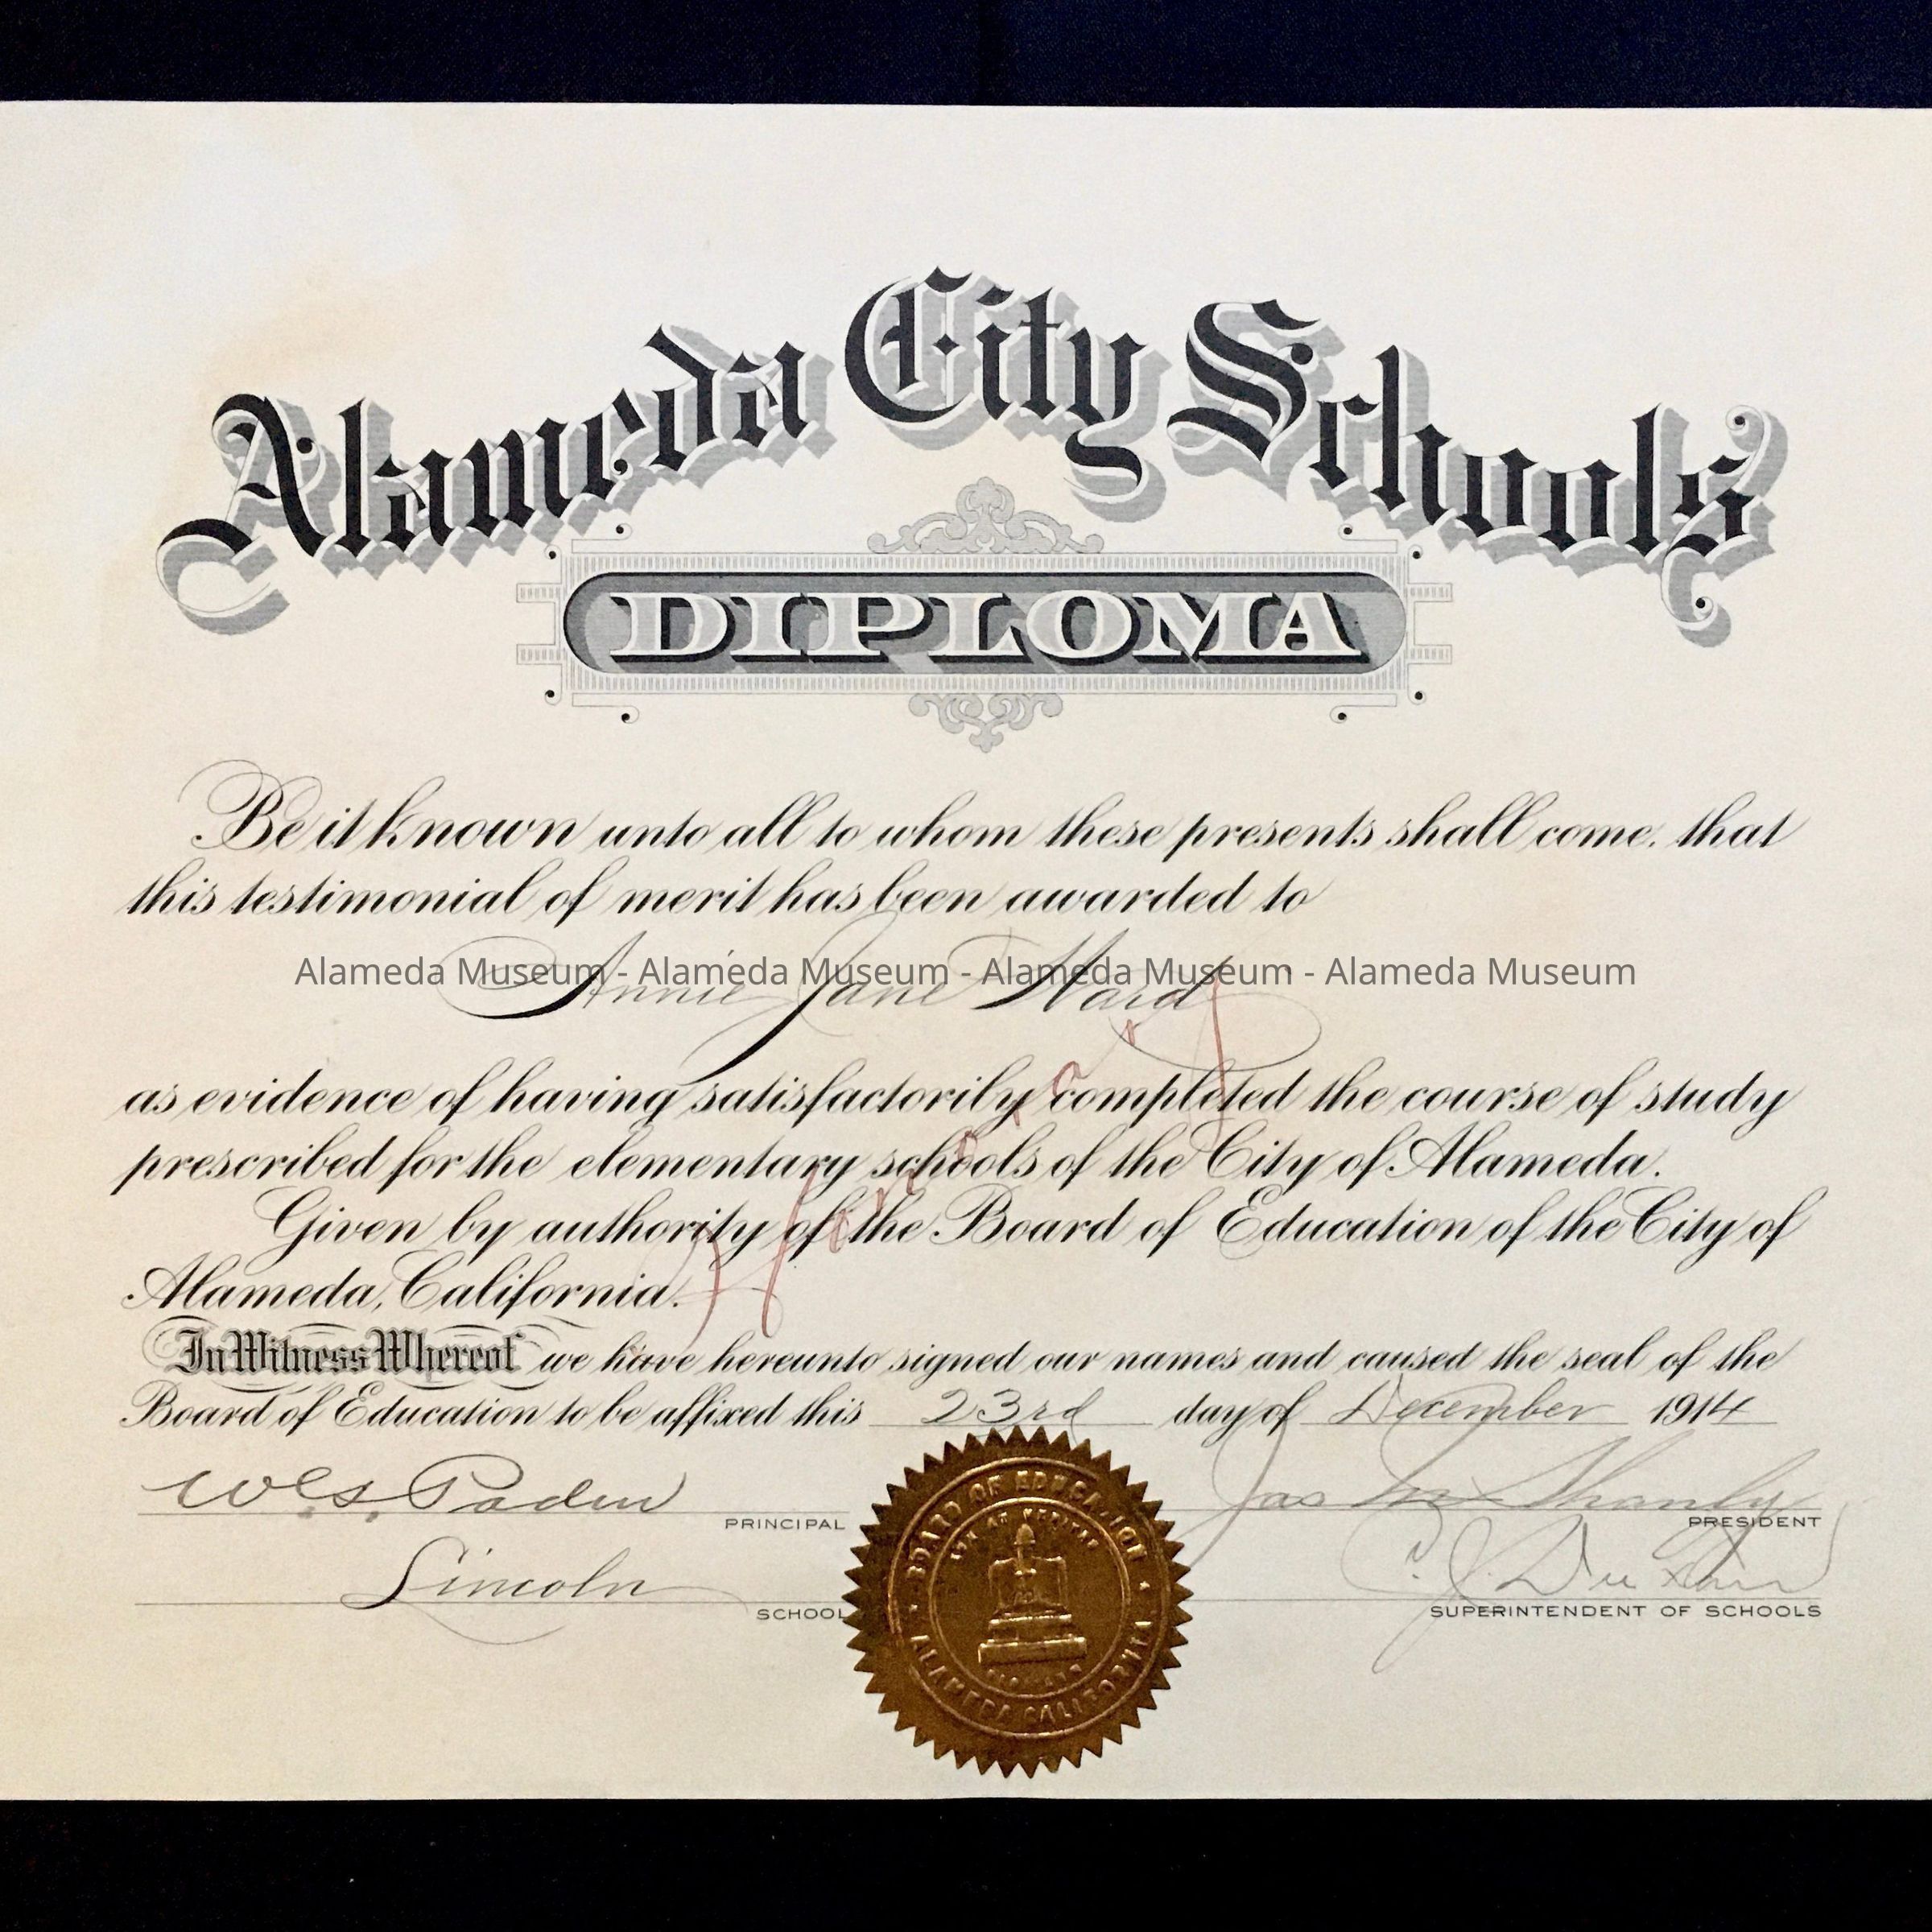 Alameda City Schools
DIPLOMA
Be it known unto all to whom these presents shall come, that
this testimonial of merit has been awarded to
Alameda Museum - Alameda Museum - Alameda Museum - Alameda Museum
Annie Jane Ward
as evidence of having satisfactorily completed the course of study
prescribed for the elementary schools of the City of Alameda.
Honorary
Given by authority of the Board of Education of the City of
Alameda, California.
In Witness Whereof we have hereunto signed our names and caused the seal of the
Board of Education to be affixed this 23rd day of December 1914
W.C.S. Paden
PRINCIPAL
Jas
PRESIDENT
Lincoln
SCHOOL
C. J. Du
SUPERINTENDENT OF SCHOOLS
BOARD OF EDUCATION
ALAMEDA CALIFORNIA